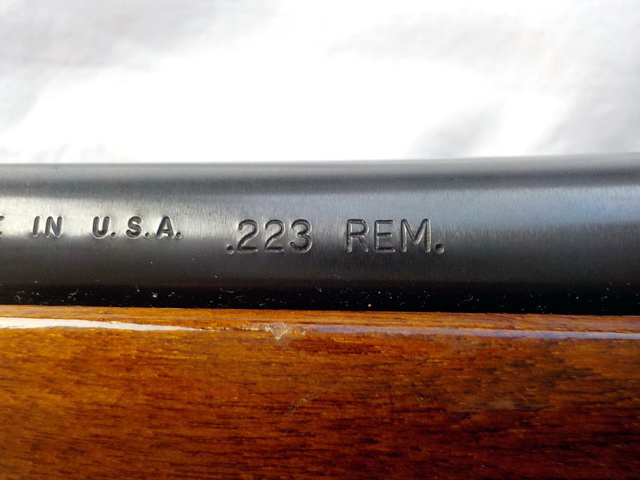 E IN U.S.A. .223 REM.